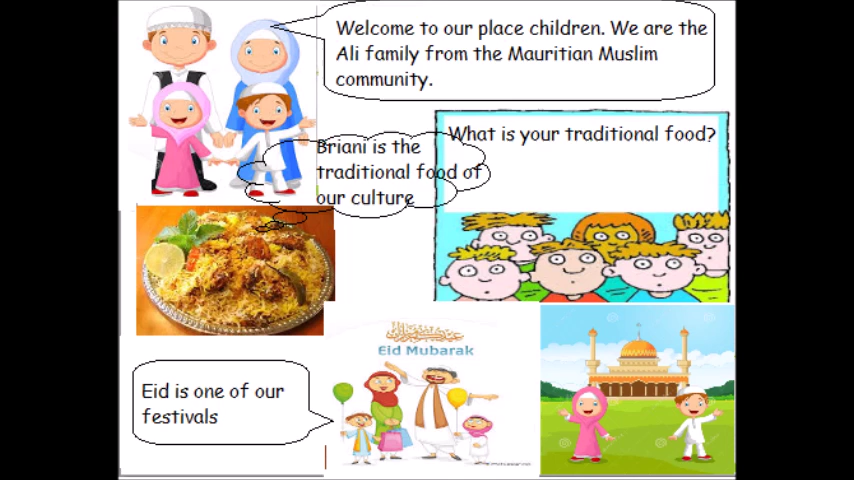 Welcome to our place children. We are the
Ali family from the Mauritian Muslim
community.
What is your traditional food?
Briani is the
traditional food of
our culture
Eid Mubarak
Eid is one of our
festivals